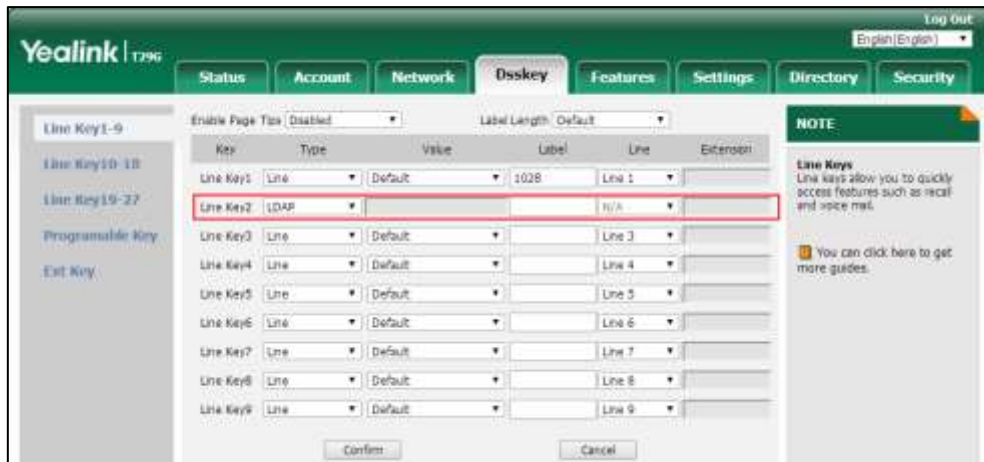 Log Out
Yealink T29G
English(English)
Status Account Network Dsskey Features Settings Directory Security
Line Key1-9
Line Key10-18
Line Key19-27
Programable Key
Ext Key
Enable Page Tips Disabled Label Length Default
Key Type Value Label Line Extension
Line Key1 Line Default 1028 Line 1
Line Key2 LDAP N/A
Line Key3 Line Default Line 3
Line Key4 Line Default Line 4
Line Key5 Line Default Line 5
Line Key6 Line Default Line 6
Line Key7 Line Default Line 7
Line Key8 Line Default Line 8
Line Key9 Line Default Line 9
Confirm Cancel
NOTE
Line Keys
Line keys allow you to quickly
access features such as recall
and voice mail.
You can click here to get
more guides.